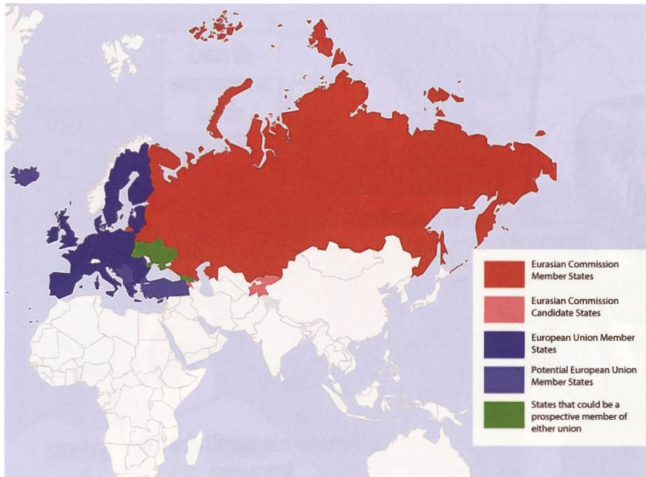 Eurasian Commission
Member States
Eurasian Commission
Candidate States
European Union Member
States
Potential European Union
Member States
States that could be a
prospective member of
either union